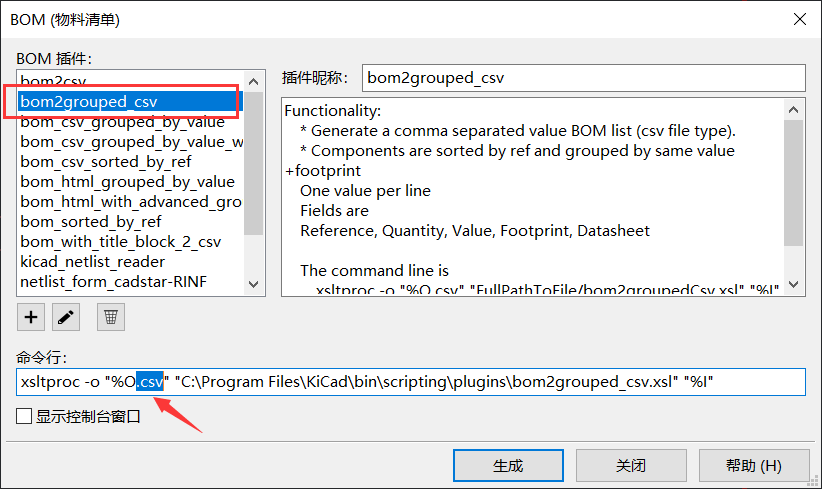 BOM (物料清单)
BOM 插件:
bom2csv
bom2grouped_csv
bom_csv_grouped_by_value
bom_csv_grouped_by_value_w
bom_csv_sorted_by_ref
bom_html_grouped_by_value
bom_html_with_advanced_gro
bom_sorted_by_ref
bom_with_title_block_2_csv
kicad_netlist_reader
netlist_form_cadstar-RINF
插件昵称: bom2grouped_csv
Functionality:
* Generate a comma separated value BOM list (csv file type).
* Components are sorted by ref and grouped by same value
+footprint
One value per line
Fields are
Reference, Quantity, Value, Footprint, Datasheet
The command line is
xsltproc -o "%O.csv" "FullPathToFile/bom2groupedCsv.xsl" "%I"
命令行:
xsltproc -o "%O.csv" "C:\Program Files\KiCad\bin\scripting\plugins\bom2grouped_csv.xsl" "%I"
显示控制台窗口
生成
关闭
帮助 (H)